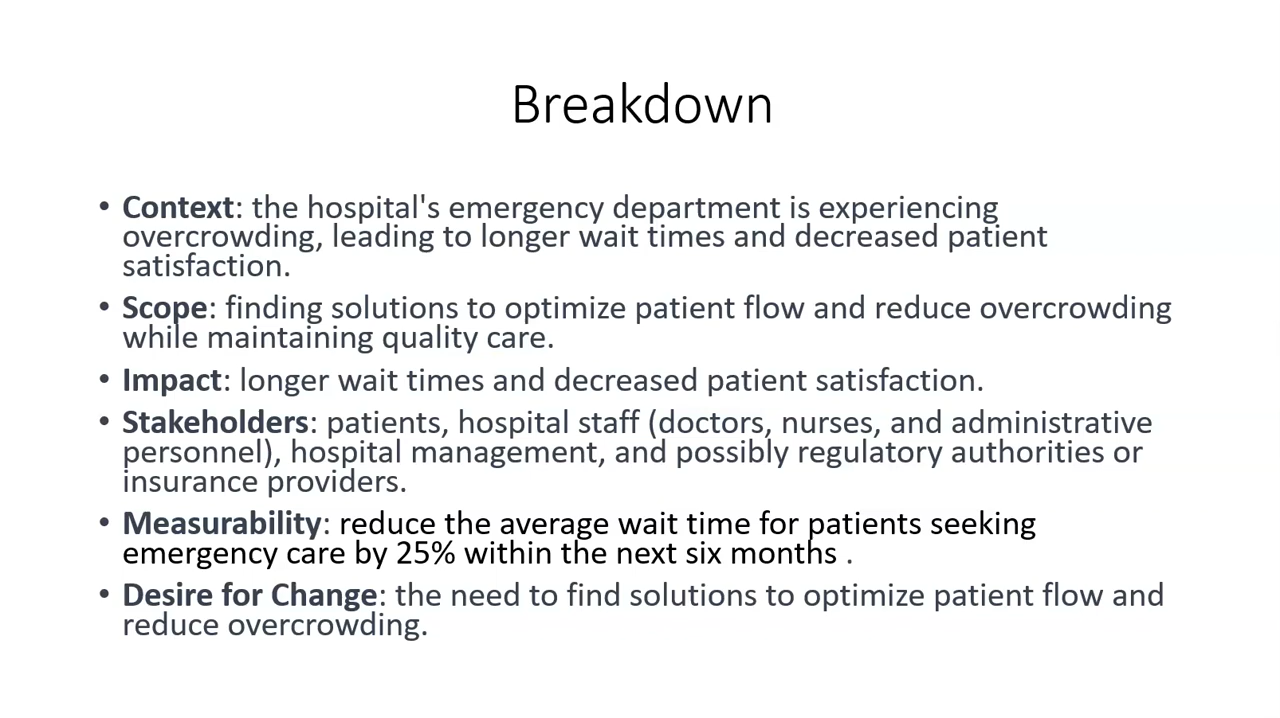 Breakdown
• Context: the hospital's emergency department is experiencing
overcrowding, leading to longer wait times and decreased patient
satisfaction.
• Scope: finding solutions to optimize patient flow and reduce overcrowding
while maintaining quality care.
• Impact: longer wait times and decreased patient satisfaction.
• Stakeholders: patients, hospital staff (doctors, nurses, and administrative
personnel), hospital management, and possibly regulatory authorities or
insurance providers.
• Measurability: reduce the average wait time for patients seeking
emergency care by 25% within the next six months .
• Desire for Change: the need to find solutions to optimize patient flow and
reduce overcrowding.